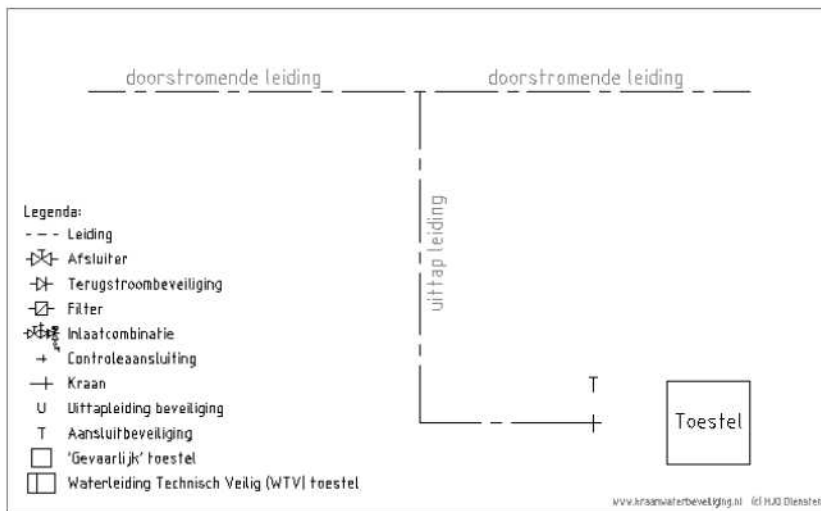 doorstromende leiding
doorstromende leiding
uittap leiding
Legenda:
Leiding
Afsluiter
Terugstroombeveiliging
Filter
Inlaatcombinatie
Controleaansluiting
Kraan
U Uittapleiding beveiliging
T Aansluitbeveiliging
'Gevaarlijk' toestel
Waterleiding Technisch Veilig (WTV) toestel
T
Toestel
www.kraanwaterbeveiliging.nl (c) HJO Diensten